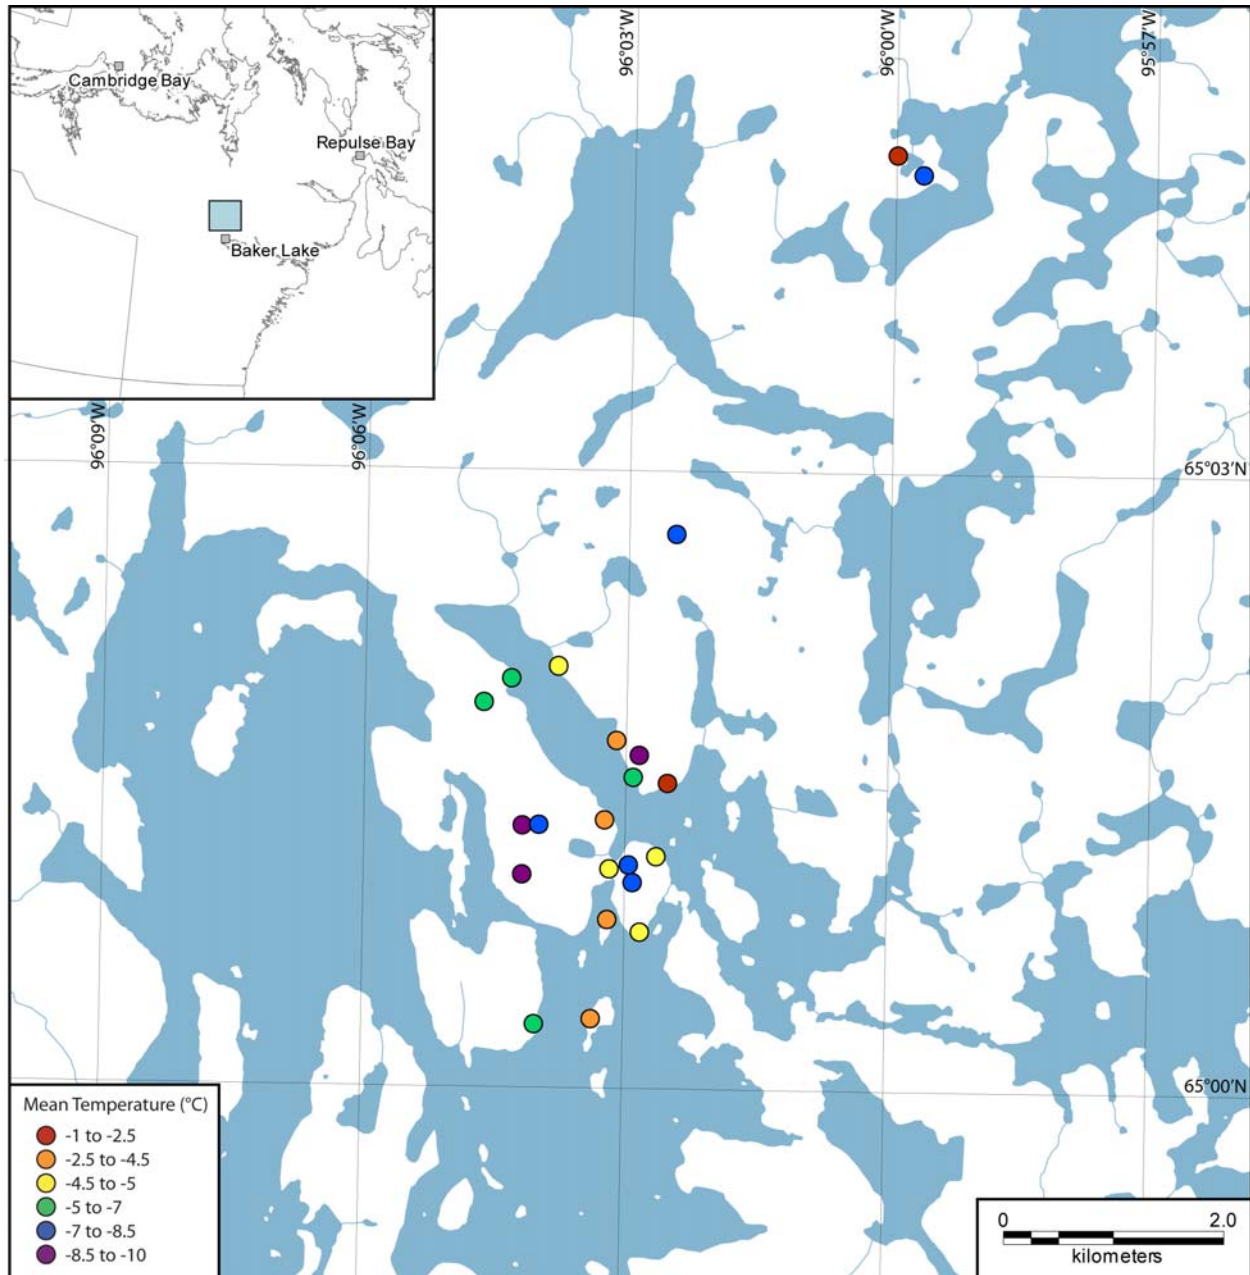 96°03'W
96°00'W
95°57'W
Cambridge Bay
Repulse Bay
Baker Lake
96°09'W
96°06'W
65°03'N
65°00'N
Mean Temperature (°C)
-1 to -2.5
-2.5 to -4.5
-4.5 to -5
-5 to -7
-7 to -8.5
-8.5 to -10
0 2.0
kilometers